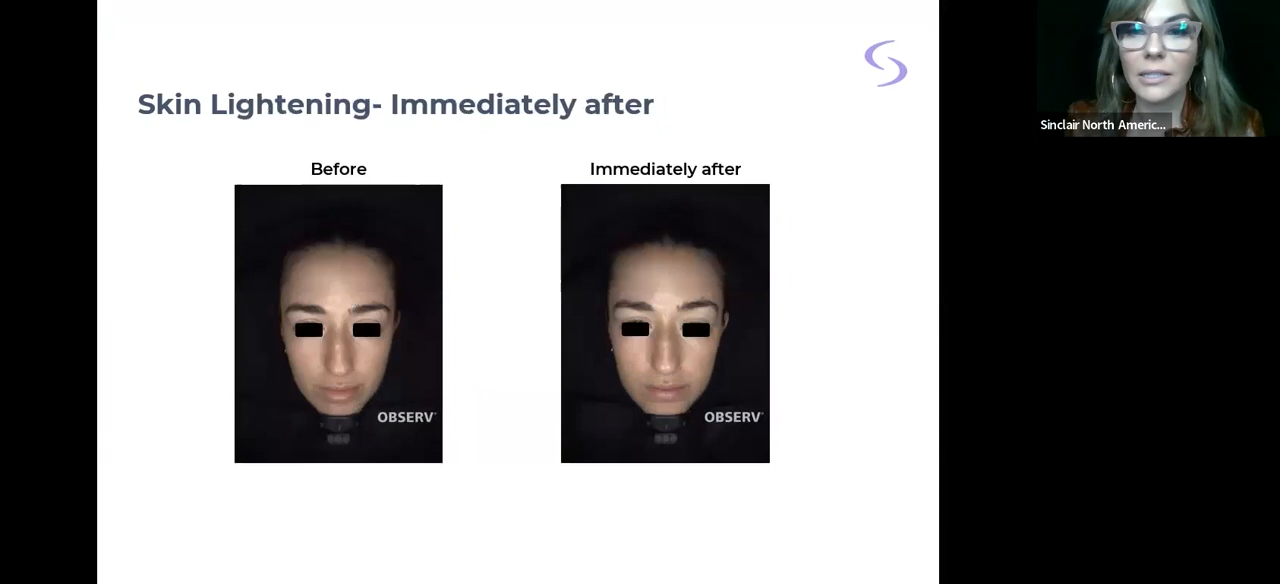 Skin Lightening- Immediately after
Before
Immediately after
OBSERV
OBSERV
Sinclair North Americ...